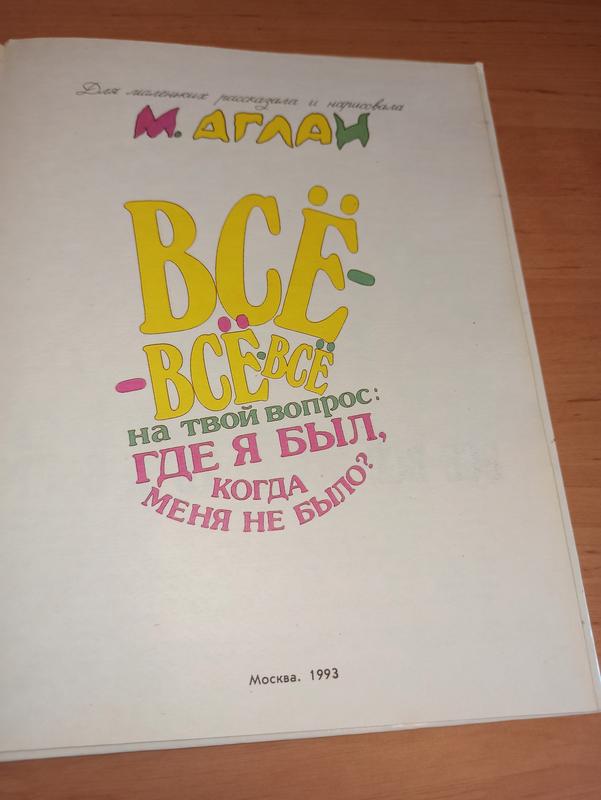 Для маленьких рассказала и нарисовала
М. АГЛАН
ВСЁ-
-ВСЁ-ВСЁ
на твой вопрос:
ГДЕ Я БЫЛ,
КОГДА
МЕНЯ НЕ БЫЛО?
Москва. 1993